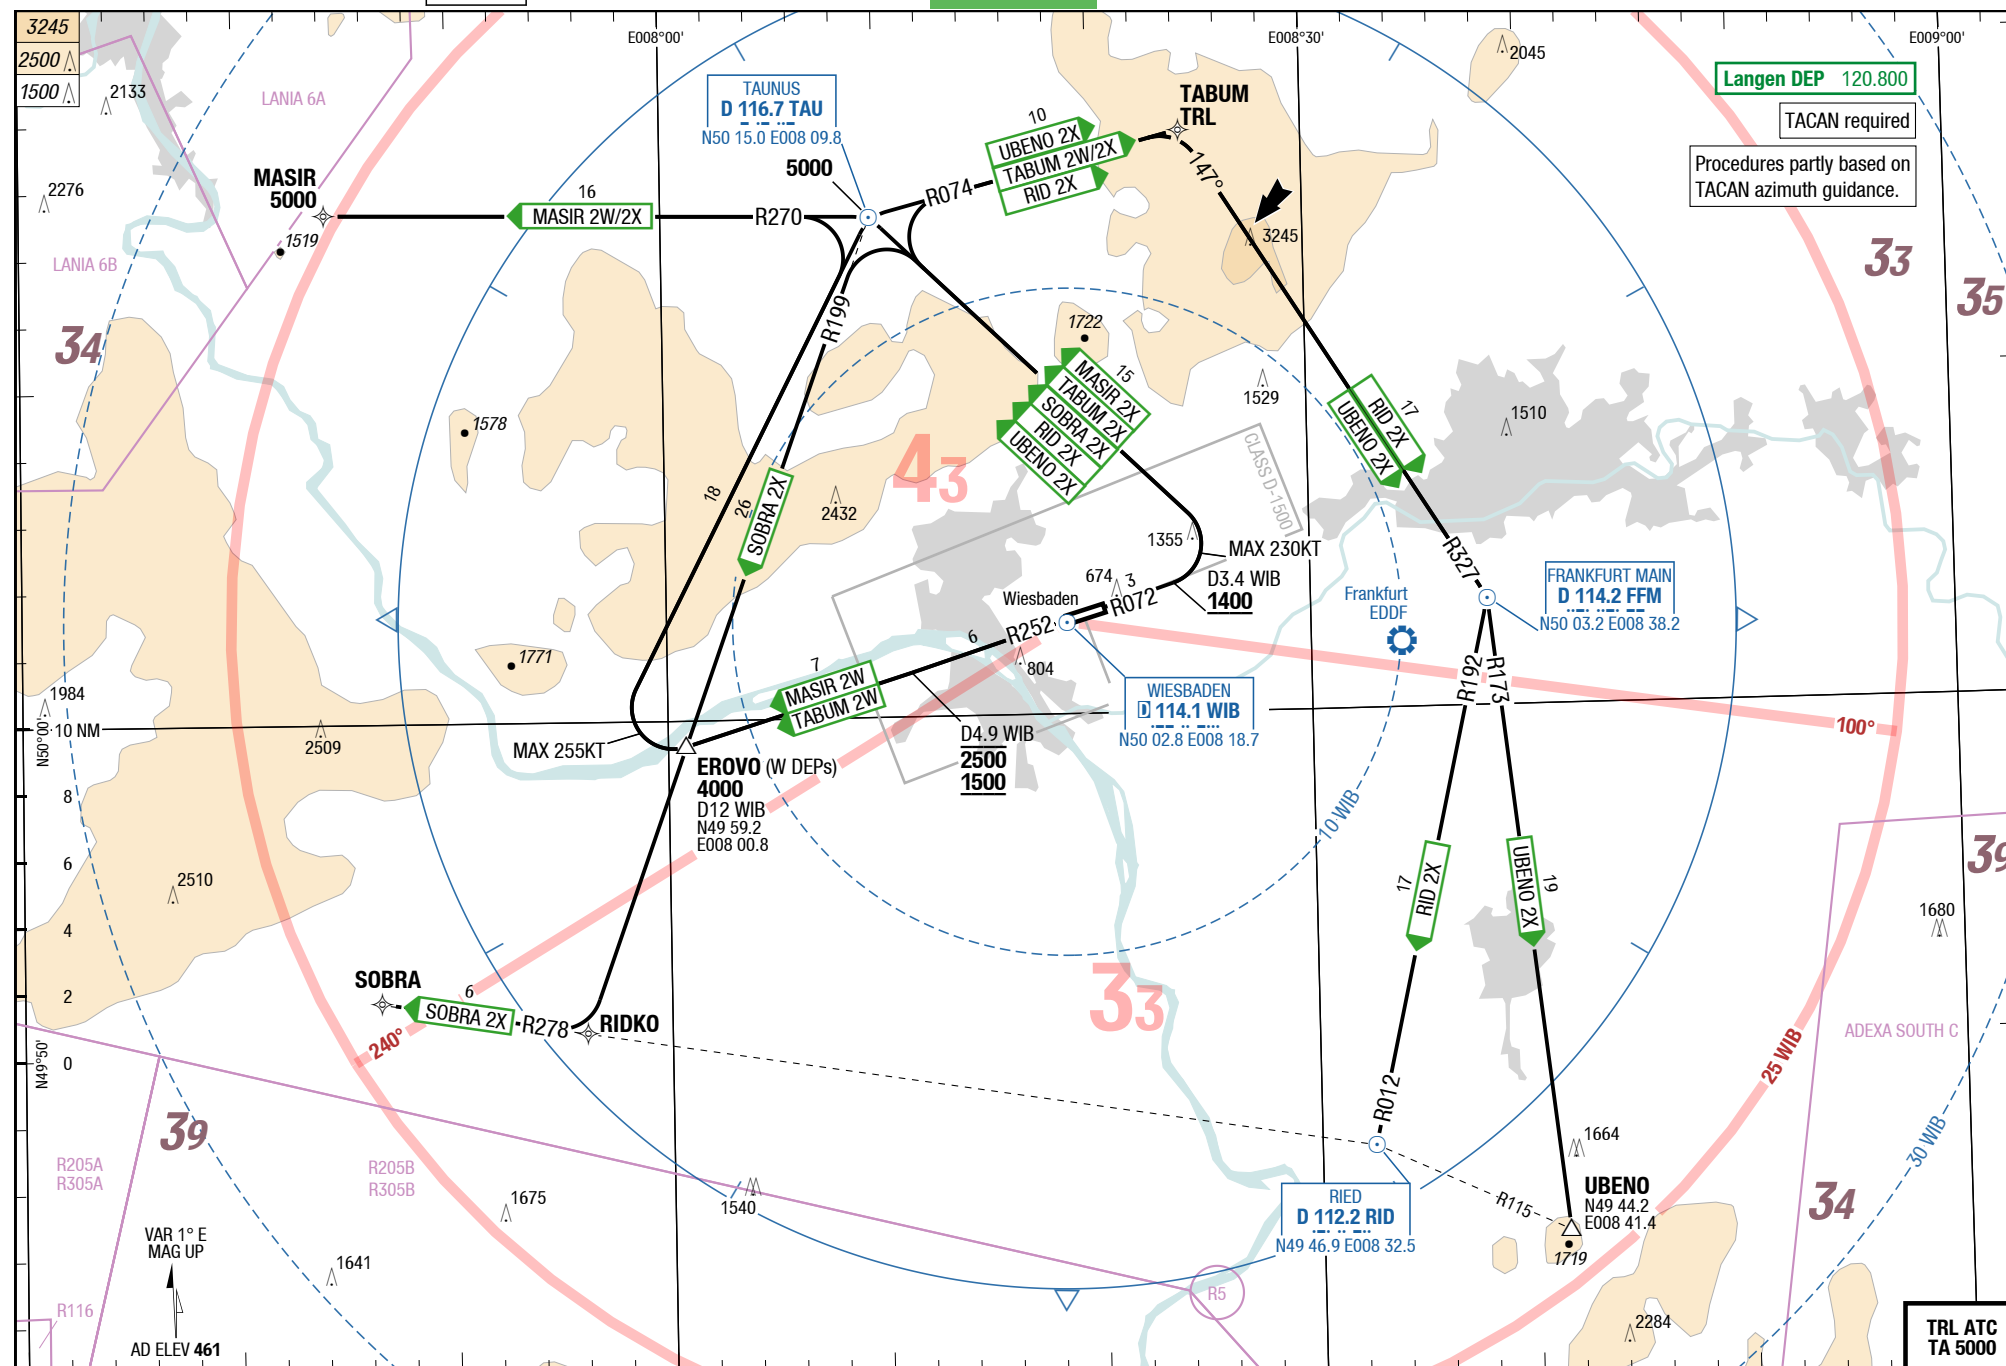 3245
2500
1500
2133
LANIA 6A
E008°00'
E008°30'
E009°00'
2045
Langen DEP 120.800
TACAN required
Procedures partly based on
TACAN azimuth guidance.
TAUNUS
D 116.7 TAU
N50 15.0 E008 09.8
5000
10
UBENO 2X
TABUM 2W/2X
RID 2X
TABUM
TRL
147°
R074
MASIR
5000
2276
1519
LANIA 6B
16
MASIR 2W/2X
R270
3245
33
35
34
R199
1722
15
MASIR 2X
TABUM 2X
SOBRA 2X
RID 2X
UBENO 2X
1529
17
RID 2X
UBENO 2X
1510
1578
43
CLASS D-1500
18
26
SOBRA 2X
2432
1355
MAX 230KT
D3.4 WIB
1400
674
3
R072
Wiesbaden
R327
Frankfurt
EDDF
FRANKFURT MAIN
D 114.2 FFM
N50 03.2 E008 38.2
1771
6
R252
804
7
MASIR 2W
TABUM 2W
R192
R173
WIESBADEN
D 114.1 WIB
N50 02.8 E008 18.7
1984
N50°00'
10 NM
2509
MAX 255KT
D4.9 WIB
2500
1500
100°
EROVO (W DEPs)
4000
D12 WIB
N49 59.2
E008 00.8
8
6
4
2
0
10 WIB
2510
17
RID 2X
UBENO 2X
19
39
1680
SOBRA
6
SOBRA 2X
R278
RIDKO
240°
33
ADEXA SOUTH C
25 WIB
N49°50'
R012
39
R205A
R305A
R205B
R305B
1664
30 WIB
1675
1540
RIED
D 112.2 RID
N49 46.9 E008 32.5
R115
UBENO
N49 44.2
E008 41.4
1719
34
VAR 1° E
MAG UP
1641
R5
R116
AD ELEV 461
2284
TRL ATC
TA 5000